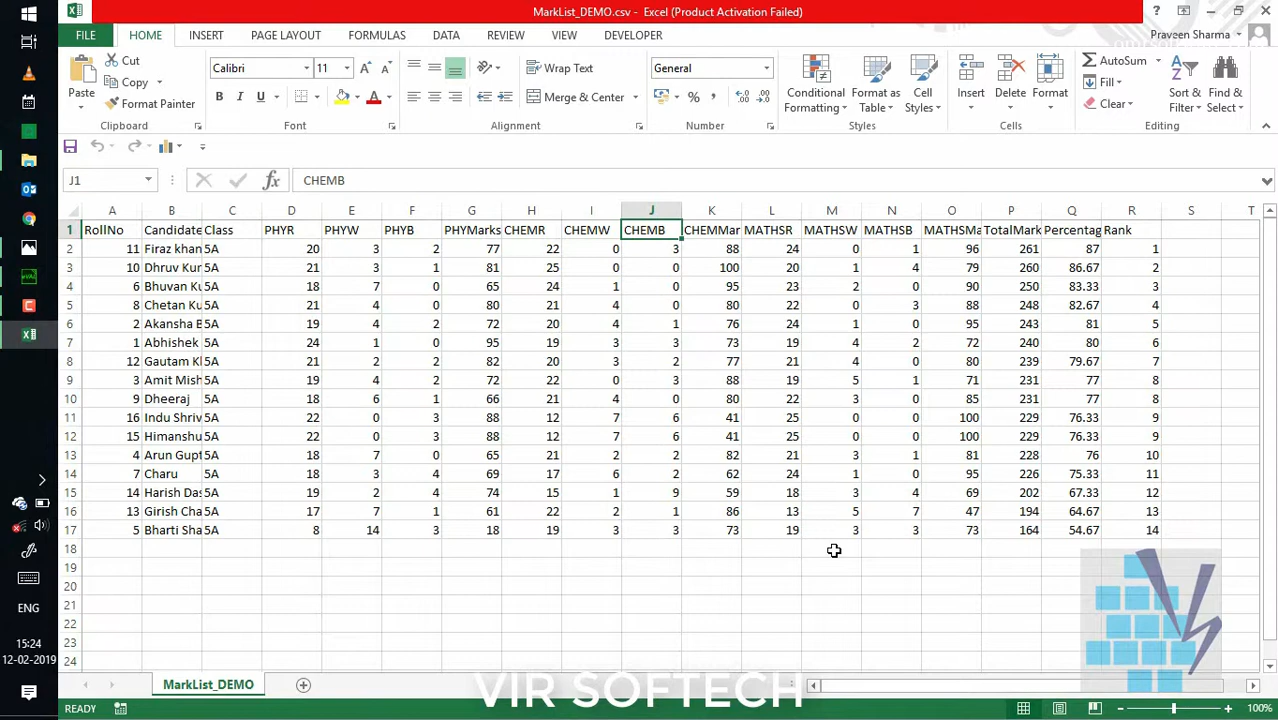 MarkList_DEMO.csv - Excel (Product Activation Failed)
FILE HOME INSERT PAGE LAYOUT FORMULAS DATA REVIEW VIEW DEVELOPER Praveen Sharma
Paste Cut Copy Format Painter
Calibri 11
B I U A
Wrap Text
Merge & Center
General
% ,
Conditional Formatting Format as Table Cell Styles
Insert Delete Format
AutoSum Fill Clear
Sort & Filter Find & Select
Clipboard Font Alignment Number Styles Cells Editing
J1 fx CHEMB
A B C D E F G H I J K L M N O P Q R S T
1 RollNo Candidate Class PHYR PHYW PHYB PHYMarks CHEMR CHEMW CHEMB CHEMMar MATHSR MATHSW MATHSB MATHSMa TotalMark Percentag Rank
2 11 Firaz khan 5A 20 3 2 77 22 0 3 88 24 0 1 96 261 87 1
3 10 Dhruv Kur 5A 21 3 1 81 25 0 0 100 20 1 4 79 260 86.67 2
4 6 Bhuvan Ku 5A 18 7 0 65 24 1 0 95 23 2 0 90 250 83.33 3
5 8 Chetan Ku 5A 21 4 0 80 21 4 0 80 22 0 3 88 248 82.67 4
6 2 Akansha B 5A 19 4 2 72 20 4 1 76 24 1 0 95 243 81 5
7 1 Abhishek 5A 24 1 0 95 19 3 3 73 19 4 2 72 240 80 6
8 12 Gautam Kl 5A 21 2 2 82 20 3 2 77 21 4 0 80 239 79.67 7
9 3 Amit Mish 5A 19 4 2 72 22 0 3 88 19 5 1 71 231 77 8
10 9 Dheeraj 5A 18 6 1 66 21 4 0 80 22 3 0 85 231 77 8
11 16 Indu Shriv 5A 22 0 3 88 12 7 6 41 25 0 0 100 229 76.33 9
12 15 Himanshu 5A 22 0 3 88 12 7 6 41 25 0 0 100 229 76.33 9
13 4 Arun Gupt 5A 18 7 0 65 21 2 2 82 21 3 1 81 228 76 10
14 7 Charu 5A 18 3 4 69 17 6 2 62 24 1 0 95 226 75.33 11
15 14 Harish Das 5A 19 2 4 74 15 1 9 59 18 3 4 69 202 67.33 12
16 13 Girish Cha 5A 17 7 1 61 22 2 1 86 13 5 7 47 194 64.67 13
17 5 Bharti Sha 5A 8 14 3 18 19 3 3 73 19 3 3 73 164 54.67 14
18
19
20
21
22
23
24
ENG
15:24
12-02-2019
MarkList_DEMO
VIR SOFTECH
READY 100%